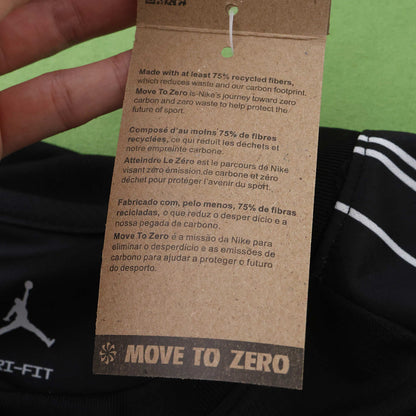 Made with at least 75% recycled fibers,
which reduces waste and our carbon footprint.
Move To Zero is Nike's journey toward zero
carbon and zero waste to help protect the
future of sport.
Composé d'au moins 75% de fibres
recyclées, ce qui réduit les déchets et
notre empreinte carbone.
Atteindre Le Zéro est le parcours de Nike
visant zéro émission de carbone et zéro
déchet pour protéger l'avenir du sport.
Fabricado com, pelo menos, 75% de fibras
recicladas, o que reduz o desperdício e a
nossa pegada de carbono.
Move To Zero é a missão da Nike para
eliminar o desperdício e as emissões de
carbono para ajudar a proteger o futuro
do desporto.
MOVE TO ZERO
RI-FIT